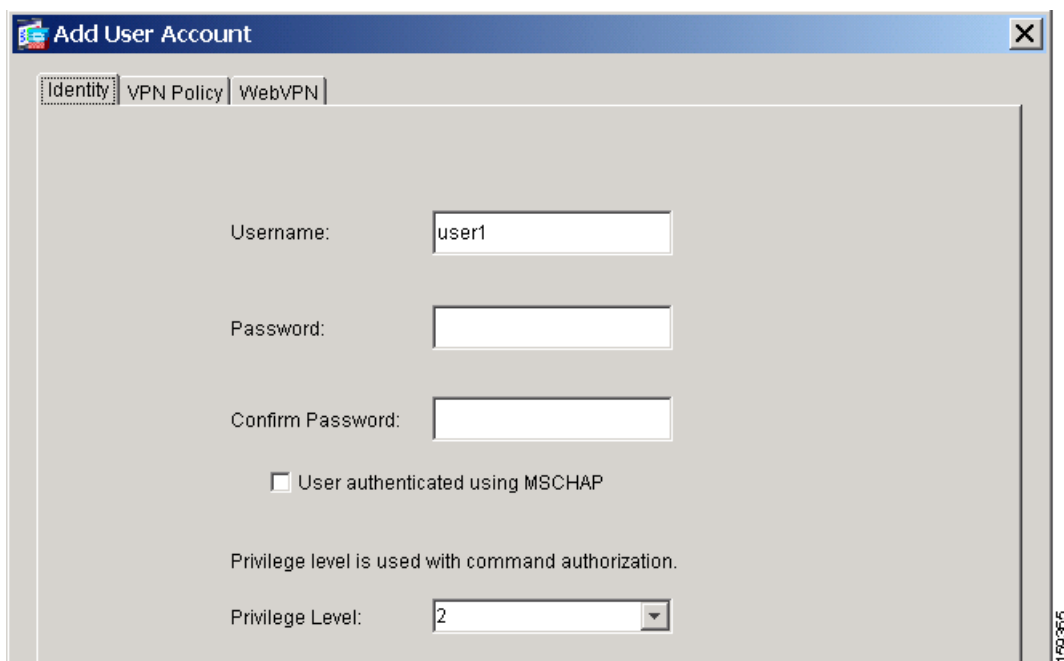 Add User Account
Identity VPN Policy WebVPN
Username: user1
Password:
Confirm Password:
User authenticated using MSCHAP
Privilege level is used with command authorization.
Privilege Level: 2